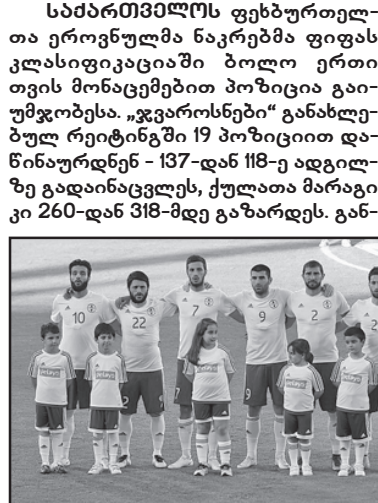 საქართველოს ფეხბურთელ-
თა ეროვნულმა ნაკრებმა ფიფას
კლასიფიკაციაში ბოლო ერთი
თვის მონაცემებით პოზიცია გაი-
უმჯობესა. „ჯვაროსნები“ განახლე-
ბულ რეიტინგში 19 პოზიციით და-
წინაურდნენ - 137-დან 118-ე ადგილ-
ზე გადაინაცვლეს, ქულათა მარაგი
კი 260-დან 318-მდე გაზარდეს. გან-
10 22 7 9 2 2